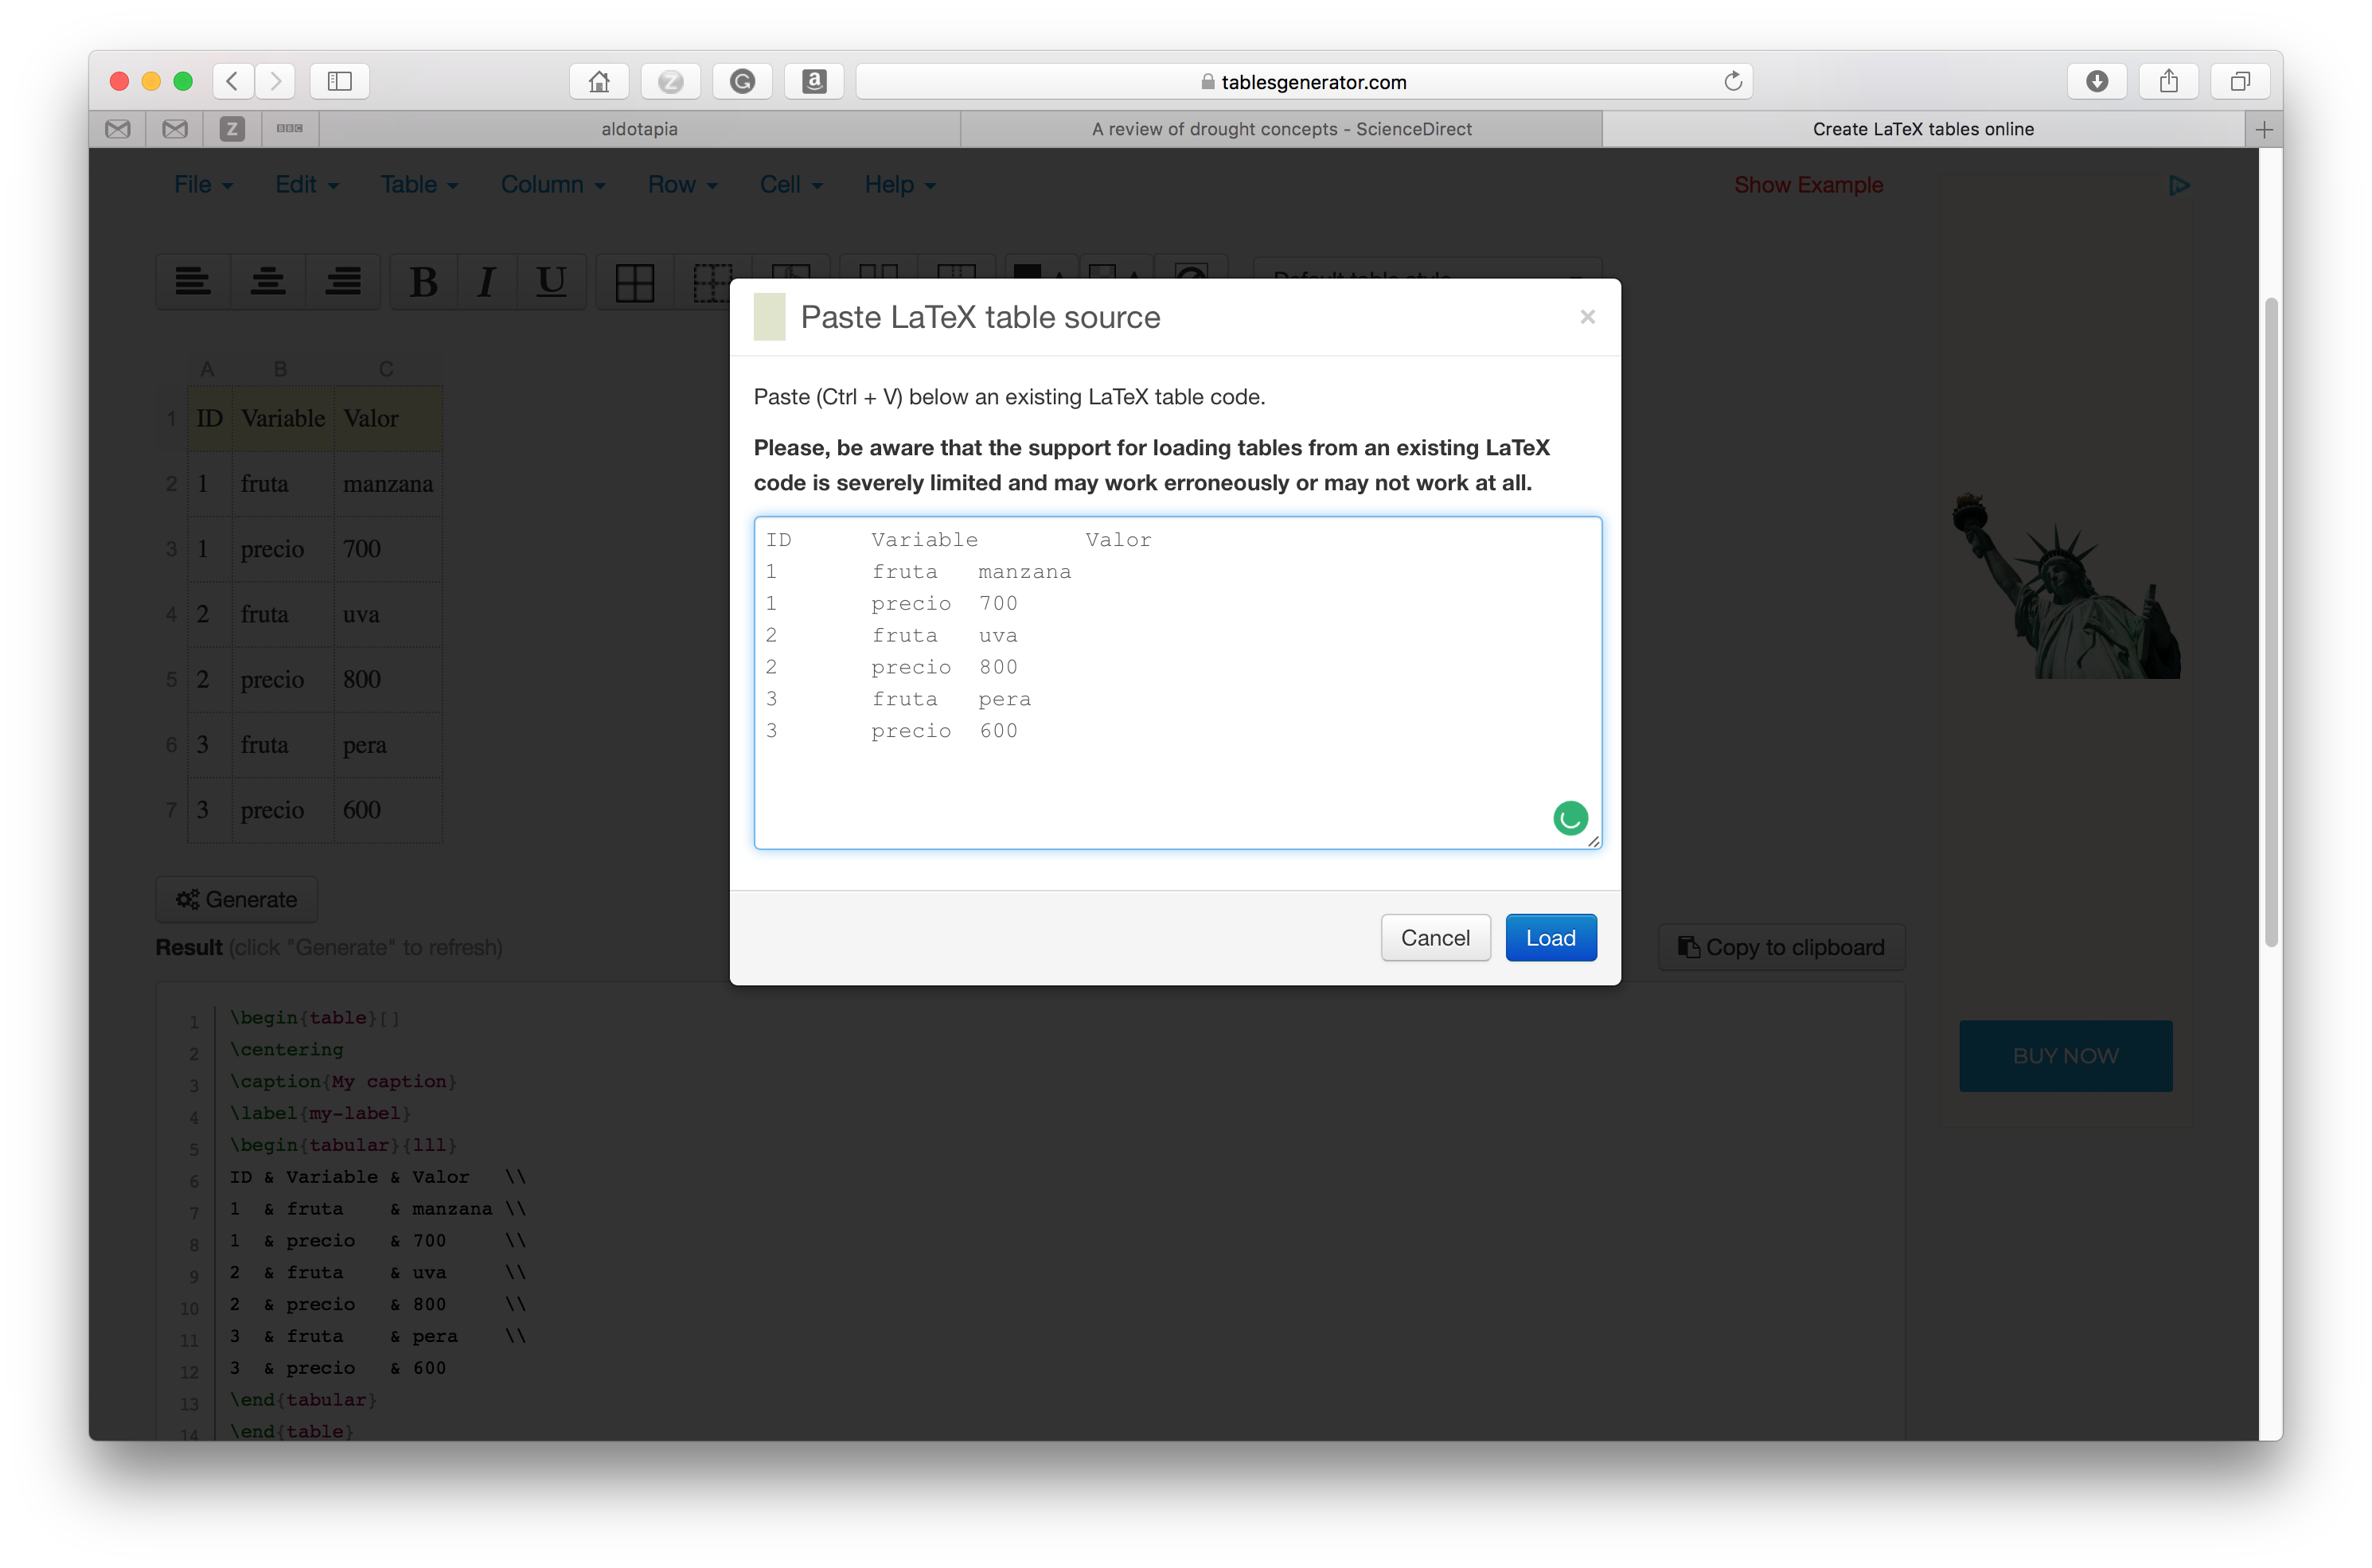 tablesgenerator.com
BBC
aldotapia
A review of drought concepts - ScienceDirect
Create LaTeX tables online
File Edit Table Column Row Cell Help
Show Example
B I U
Default table style
Paste LaTeX table source
×
Paste (Ctrl + V) below an existing LaTeX table code.
Please, be aware that the support for loading tables from an existing LaTeX
code is severely limited and may work erroneously or may not work at all.
ID Variable Valor
1 fruta manzana
1 precio 700
2 fruta uva
2 precio 800
3 fruta pera
3 precio 600
Cancel Load
A B C
1 ID Variable Valor
2 1 fruta manzana
3 1 precio 700
4 2 fruta uva
5 2 precio 800
6 3 fruta pera
7 3 precio 600
Generate
Result (click "Generate" to refresh)
Copy to clipboard
1 \begin{table}[]
2 \centering
3 \caption{My caption}
4 \label{my-label}
5 \begin{tabular}{lll}
6 ID & Variable & Valor \\
7 1 & fruta & manzana \\
8 1 & precio & 700 \\
9 2 & fruta & uva \\
10 2 & precio & 800 \\
11 3 & fruta & pera \\
12 3 & precio & 600
13 \end{tabular}
14 \end{table}
BUY NOW